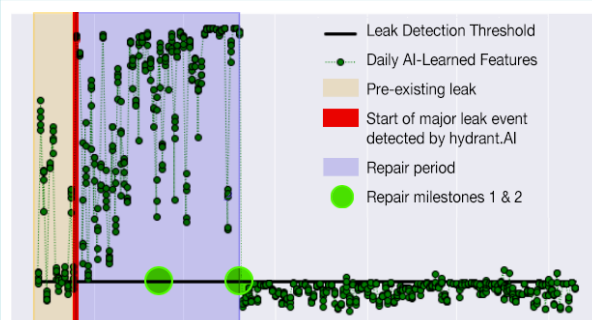 Leak Detection Threshold
Daily AI-Learned Features
Pre-existing leak
Start of major leak event
detected by hydrant.AI
Repair period
Repair milestones 1 & 2